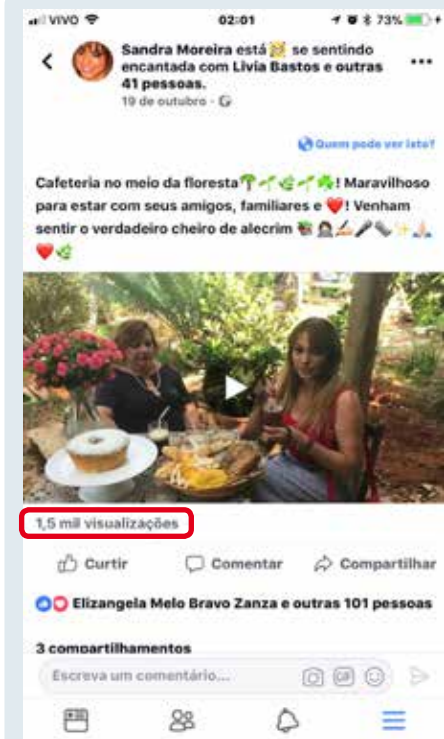 VIVO 02:01 73%
Sandra Moreira está se sentindo
encantada com Livia Bastos e outras
41 pessoas.
19 de outubro ·
Quem pode ver isto?
Cafeteria no meio da floresta🌴🌱🌿🌱☘️! Maravilhoso
para estar com seus amigos, familiares e ❤️! Venham
sentir o verdadeiro cheiro de alecrim
1,5 mil visualizações
Curtir Comentar Compartilhar
Elizangela Melo Bravo Zanza e outras 101 pessoas
3 compartilhamentos
Escreva um comentário... GIF